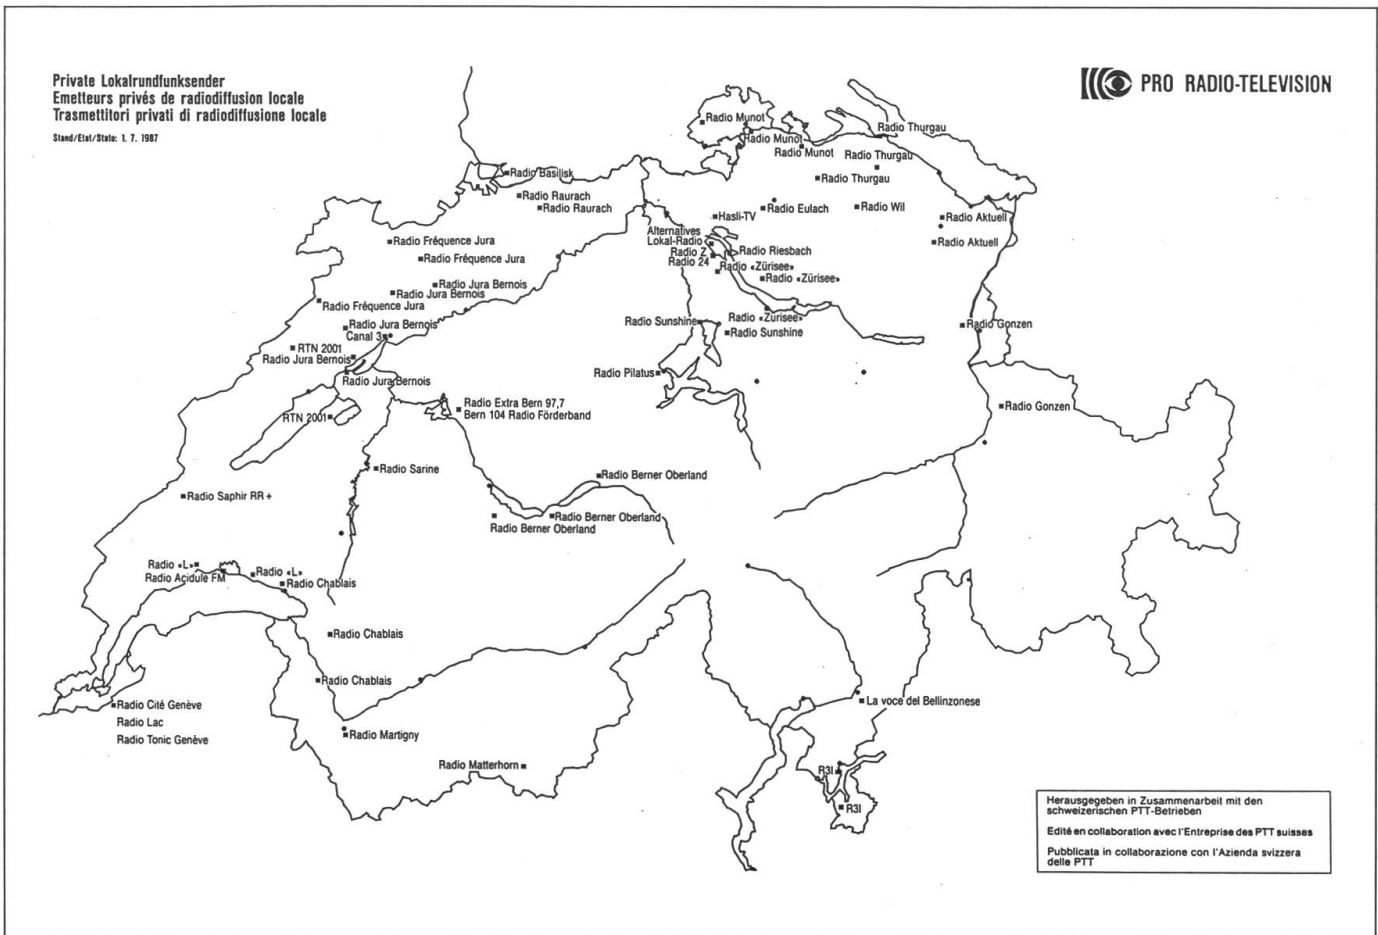 Private Lokalrundfunksender
Emetteurs privés de radiodiffusion locale
Trasmettitori privati di radiodiffusione locale
Stand/Etat/Stato: 1. 7. 1987
PRO RADIO-TELEVISION
Radio Munot
Radio Thurgau
Radio Munot
Radio Munot
Radio Thurgau
Radio Basilisk
Radio Thurgau
Radio Raurach
Radio Raurach
Radio Eulach
Radio Wil
Hasli-TV
Radio Aktuell
Alternatives
Lokal-Radio
Radio Z
Radio 24
Radio Riesbach
Radio Aktuell
Radio Fréquence Jura
Radio Fréquence Jura
Radio «Zürisee»
Radio «Zürisee»
Radio Jura Bernois
Radio Jura Bernois
Radio Fréquence Jura
Radio «Zürisee»
Radio Sunshine
Radio Sunshine
Radio Gonzen
Radio Jura Bernois
Canal 3
RTN 2001
Radio Jura Bernois
Radio Jura Bernois
Radio Pilatus
Radio Extra Bern 97,7
Bern 104 Radio Förderband
Radio Gonzen
RTN 2001
Radio Sarine
Radio Berner Oberland
Radio Saphir RR +
Radio Berner Oberland
Radio Berner Oberland
Radio «L»
Radio Acidule FM
Radio «L»
Radio Chablais
Radio Chablais
Radio Chablais
Radio Cité Genève
Radio Lac
Radio Tonic Genève
La voce del Bellinzonese
Radio Martigny
Radio Matterhorn
R3I
R3I
Herausgegeben in Zusammenarbeit mit den
schweizerischen PTT-Betrieben
Edité en collaboration avec l'Entreprise des PTT suisses
Pubblicata in collaborazione con l'Azienda svizzera
delle PTT